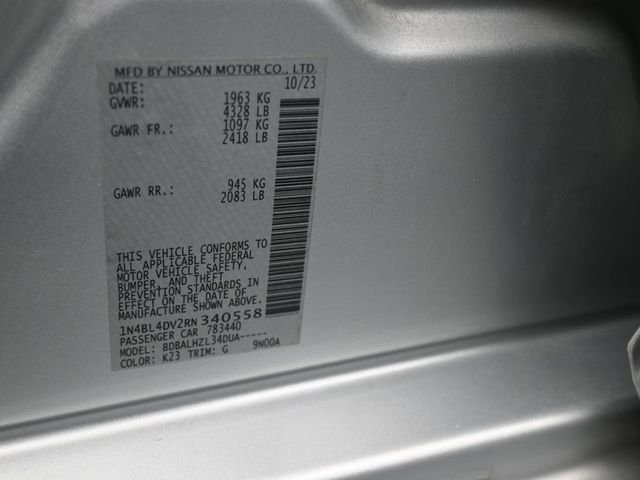 MFD BY NISSAN MOTOR CO., LTD.
DATE: 10/23
GVWR: 1963 KG
4328 LB
GAWR FR.: 1097 KG
2418 LB
GAWR RR.: 945 KG
2083 LB
THIS VEHICLE CONFORMS TO
ALL APPLICABLE FEDERAL
MOTOR VEHICLE SAFETY,
BUMPER, AND THEFT
PREVENTION STANDARDS IN
EFFECT ON THE DATE OF
MANUFACTURE SHOWN ABOVE.
1N4BL4DV2RN340558
PASSENGER CAR 783440
MODEL: BDBALHZL34DUA-----
COLOR: K23 TRIM: G 9N00A